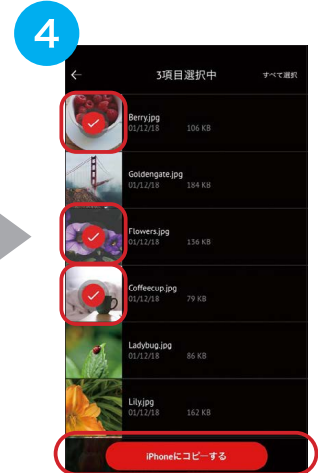 4
← 3項目選択中 すべて選択
Berry.jpg
01/12/18 106 KB
Goldengate.jpg
01/12/18 184 KB
Flowers.jpg
01/12/18 136 KB
Coffeecup.jpg
01/12/18 79 KB
Ladybug.jpg
01/12/18 86 KB
Lily.jpg
01/12/18 162 KB
iPhoneにコピーする